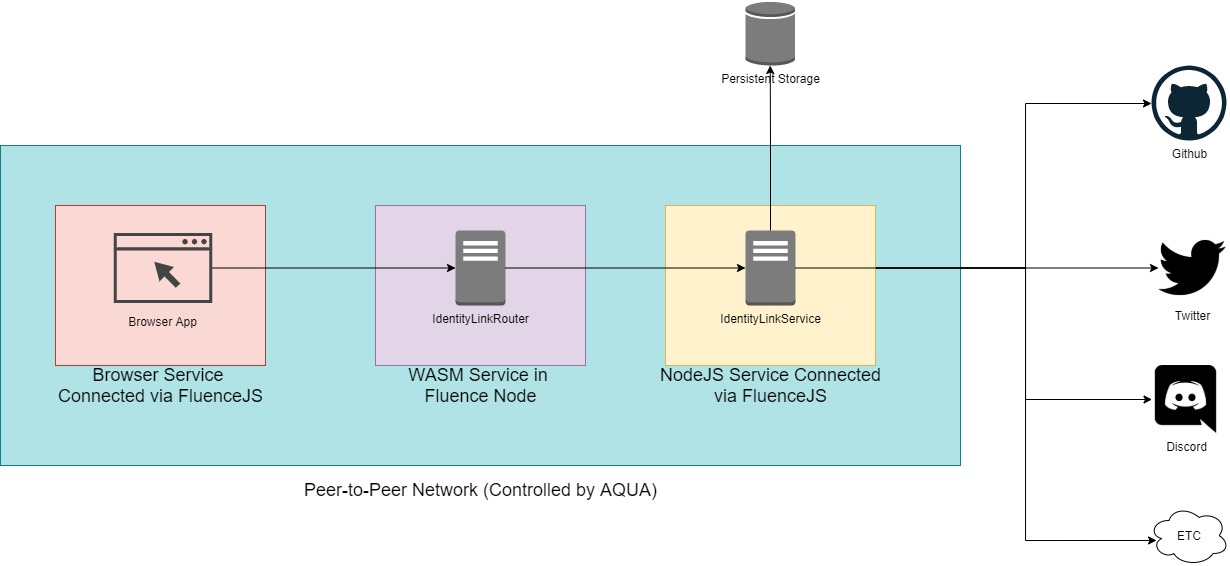 Persistent Storage
Github
Browser App
IdentityLinkRouter
IdentityLinkService
Twitter
Browser Service
Connected via FluenceJS
WASM Service in
Fluence Node
NodeJS Service Connected
via FluenceJS
Discord
Peer-to-Peer Network (Controlled by AQUA)
ETC